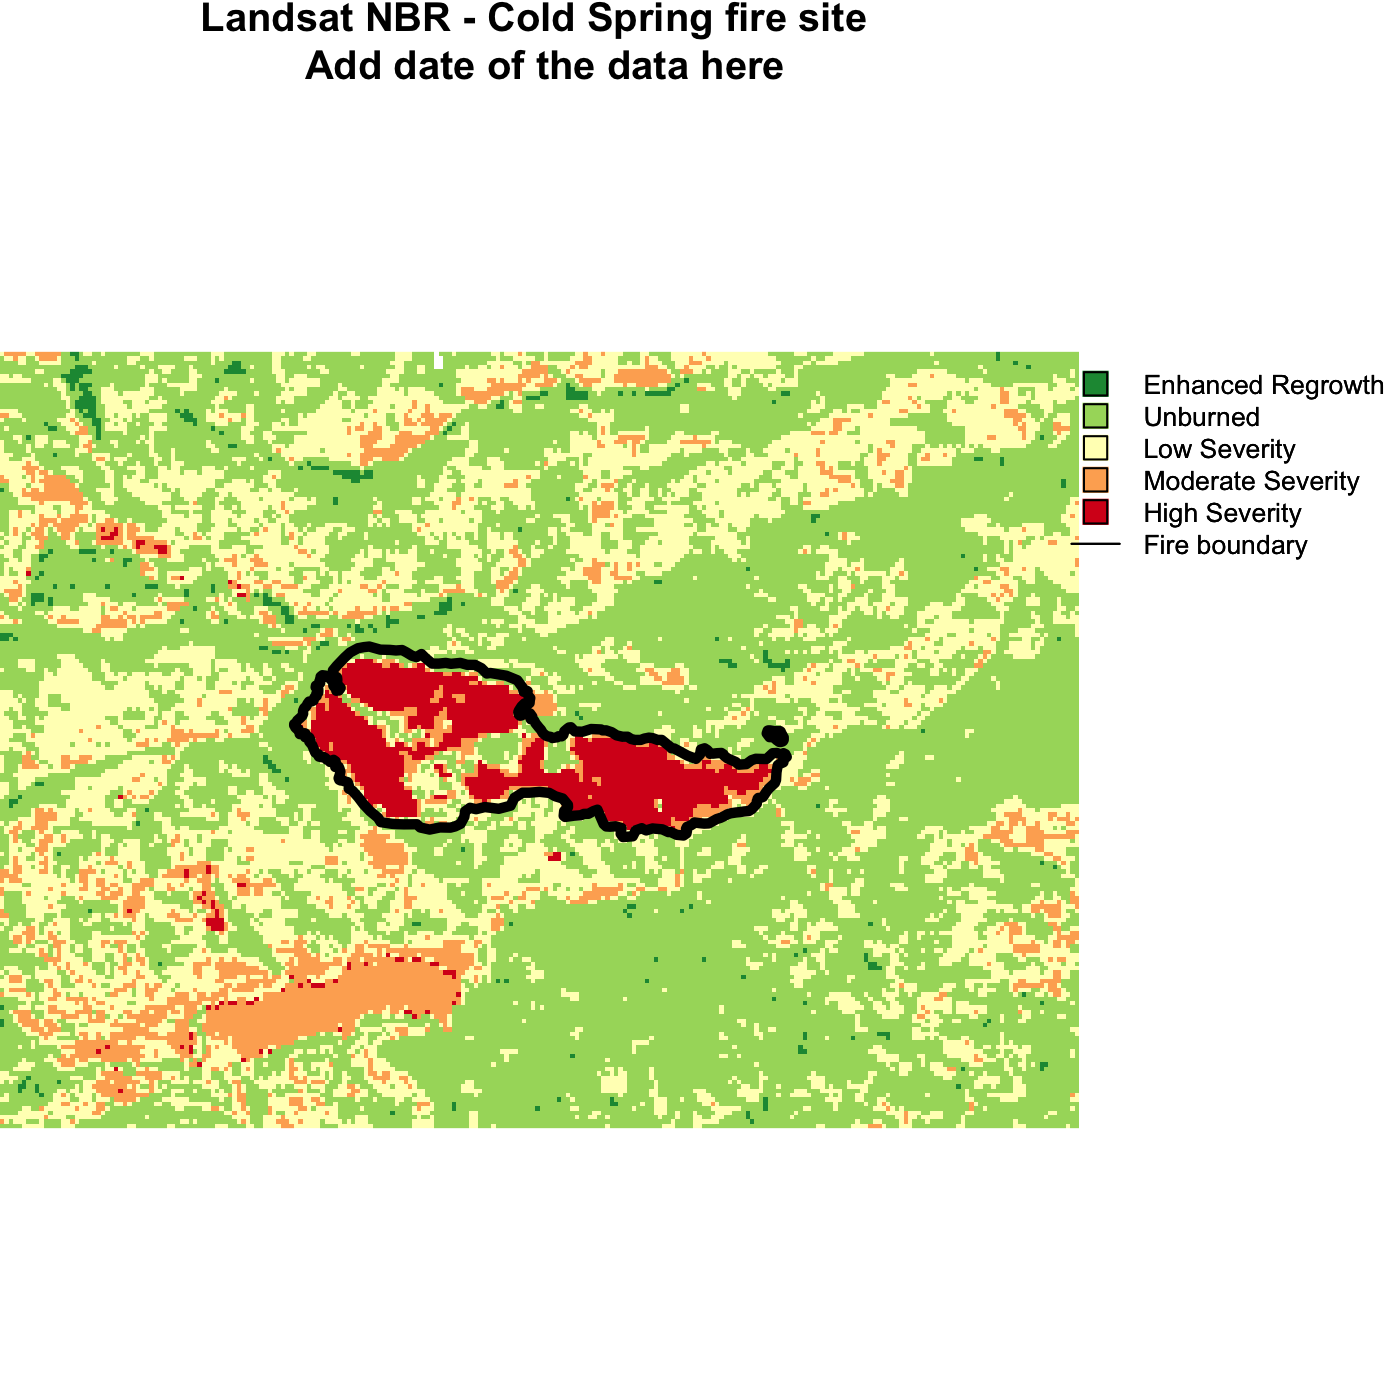 Landsat NBR - Cold Spring fire site
Add date of the data here
Enhanced Regrowth
Unburned
Low Severity
Moderate Severity
High Severity
Fire boundary